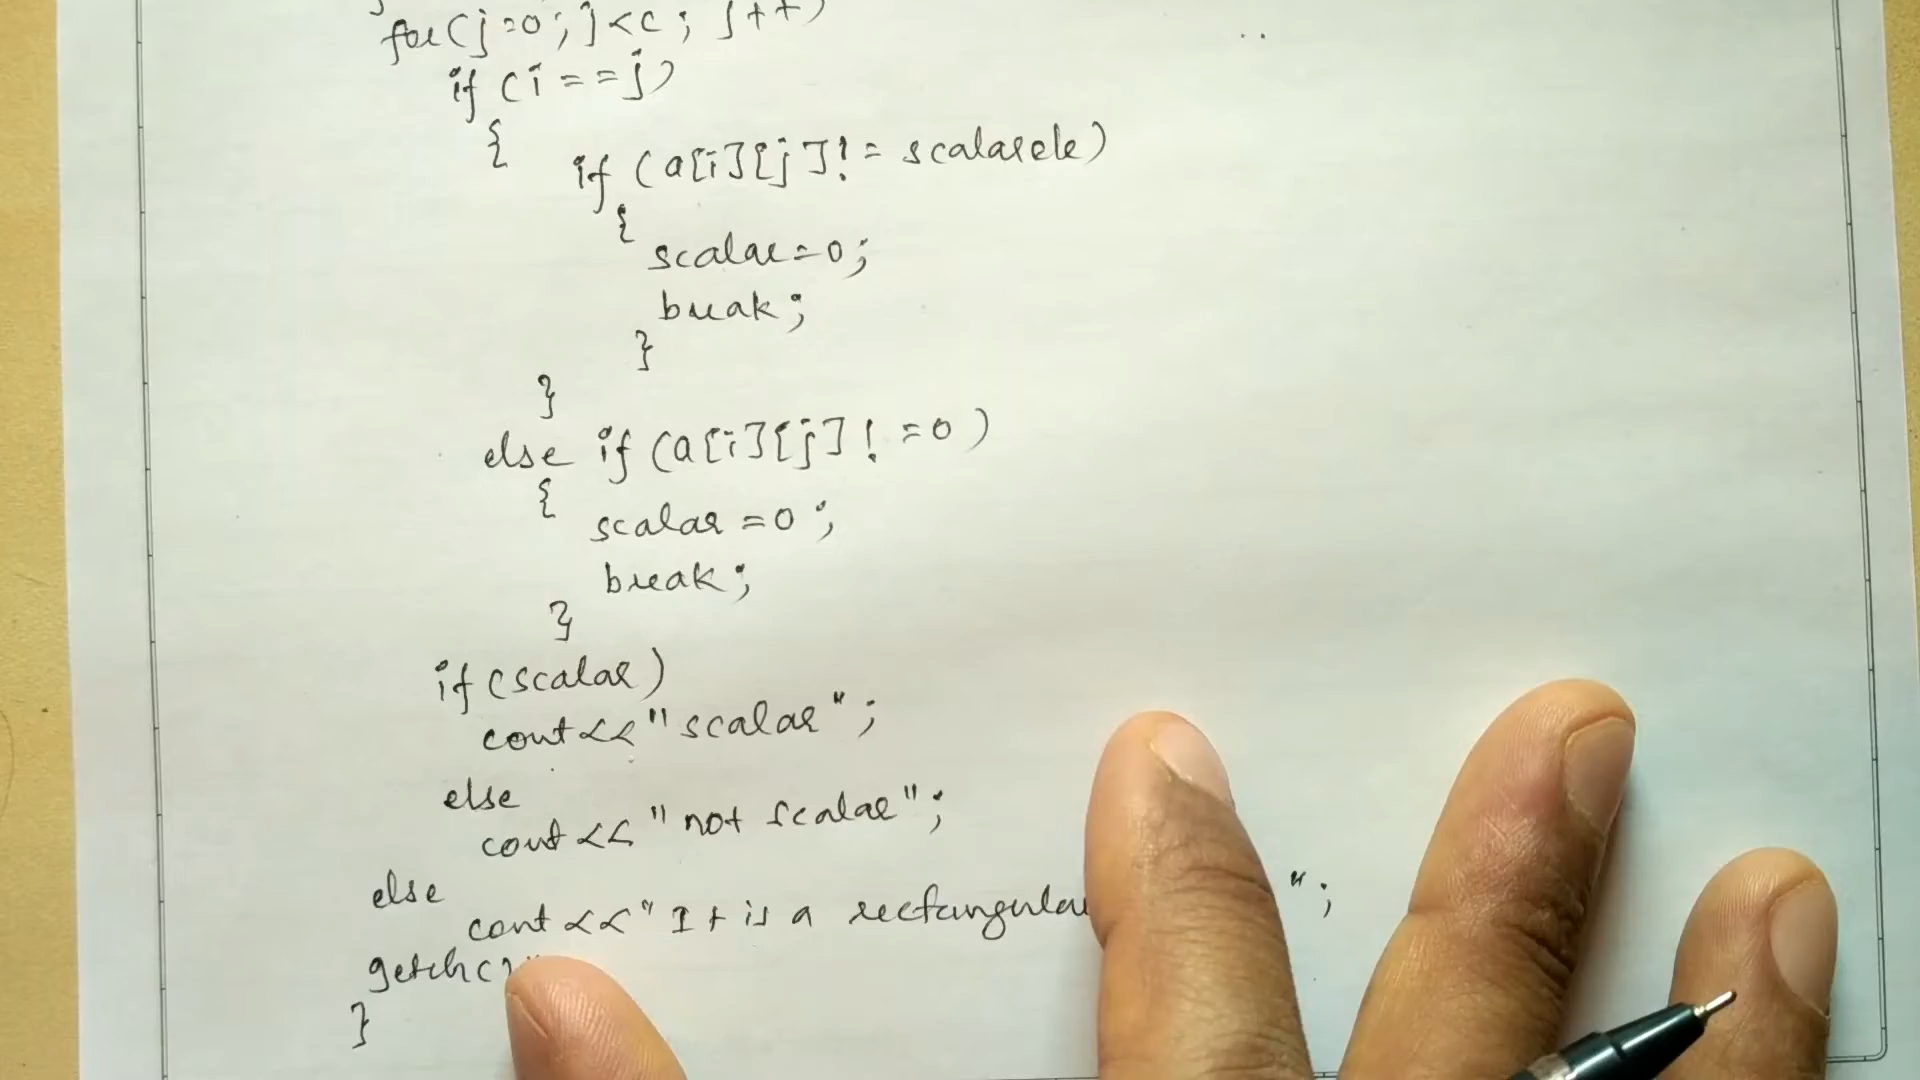 for(j=0;j<c; j++)
if (i==j)
{
if (a[i][j]!= scalarele)
{
scalar=0;
break;
}
}
else if (a[i][j]!=0)
{
scalar=0;
break;
}
if(scalar)
cout<<"scalar";
else
cout<<"not scalar";
else
cout<<"It is a rectangular ";
getch()
}